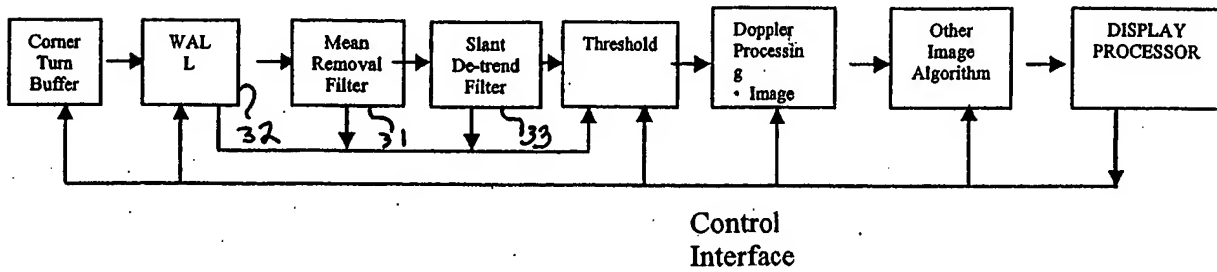 Corner
Turn
Buffer
WAL
L
Mean
Removal
Filter
Slant
De-trend
Filter
Threshold
Doppler
Processin
g
• Image
Other
Image
Algorithm
DISPLAY
PROCESSOR
32
31
33
Control
Interface